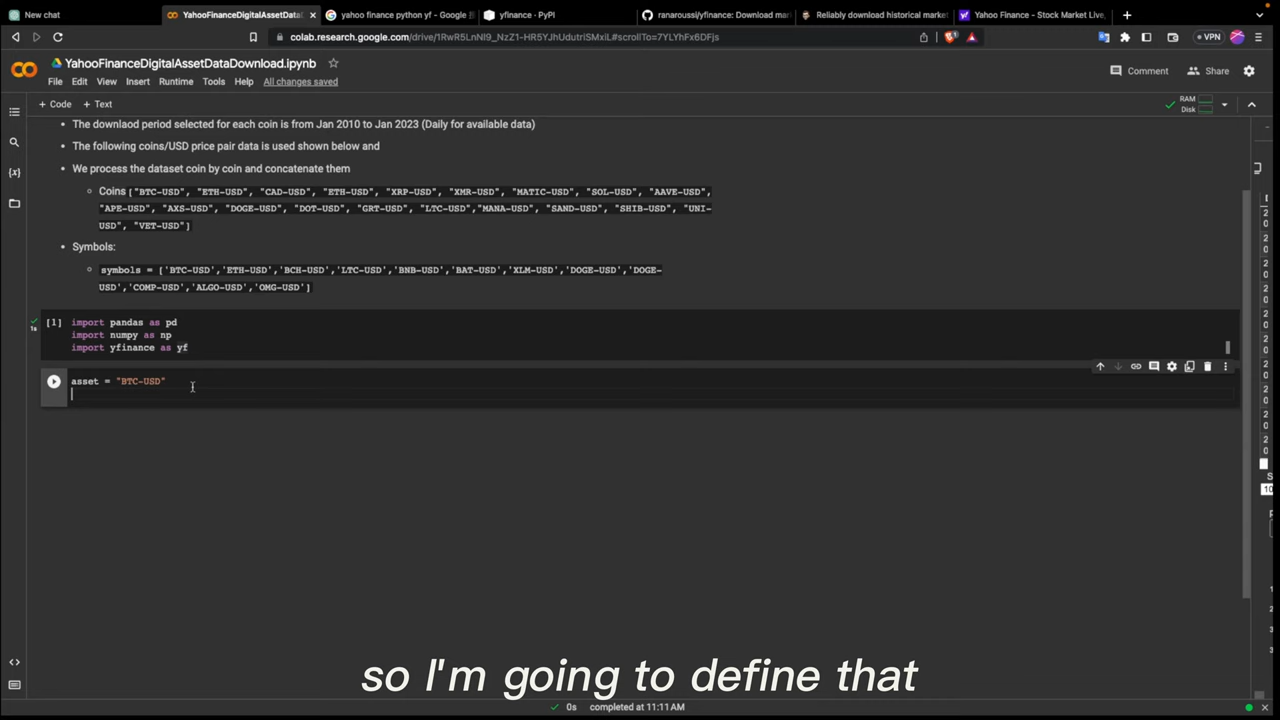 New chat
YahooFinanceDigitalAssetData
yahoo finance python yf - Google
yfinance · PyPI
ranaroussi/yfinance: Download mar
Reliably download historical market
Yahoo Finance - Stock Market Live,
colab.research.google.com/drive/1RwR5LnNI9_NzZ1-HR5YJhUdutriSMxiL#scrollTo=7YLYhFx6DFjs
VPN
YahooFinanceDigitalAssetDataDownload.ipynb
File Edit View Insert Runtime Tools Help All changes saved
Comment
Share
+ Code + Text
RAM
Disk
The downlaod period selected for each coin is from Jan 2010 to Jan 2023 (Daily for available data)
The following coins/USD price pair data is used shown below and
We process the dataset coin by coin and concatenate them
Coins ["BTC-USD", "ETH-USD", "CAD-USD", "ETH-USD", "XRP-USD", "XMR-USD", "MATIC-USD", "SOL-USD", "AAVE-USD",
"APE-USD", "AXS-USD", "DOGE-USD", "DOT-USD", "GRT-USD", "LTC-USD","MANA-USD", "SAND-USD", "SHIB-USD", "UNI-
USD", "VET-USD"]
Symbols:
symbols = ['BTC-USD','ETH-USD','BCH-USD','LTC-USD','BNB-USD','BAT-USD','XLM-USD','DOGE-USD','DOGE-
USD','COMP-USD','ALGO-USD','OMG-USD']
[1] import pandas as pd
import numpy as np
import yfinance as yf
1s
asset = "BTC-USD"
so I'm going to define that
0s completed at 11:11AM